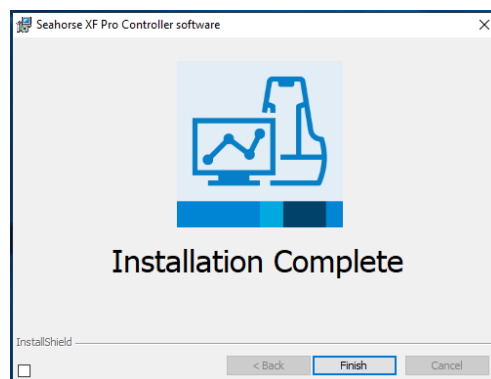 Seahorse XF Pro Controller software
Installation Complete
InstallShield
< Back
Finish
Cancel